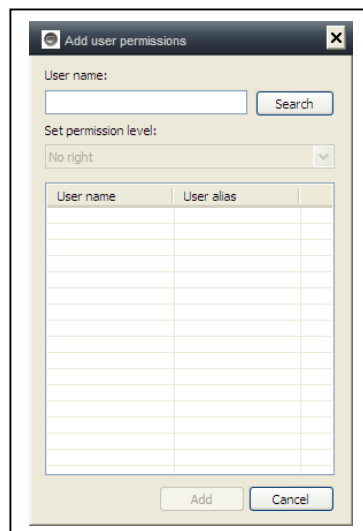 Add user permissions
User name:
Search
Set permission level:
No right
User name User alias
Add Cancel